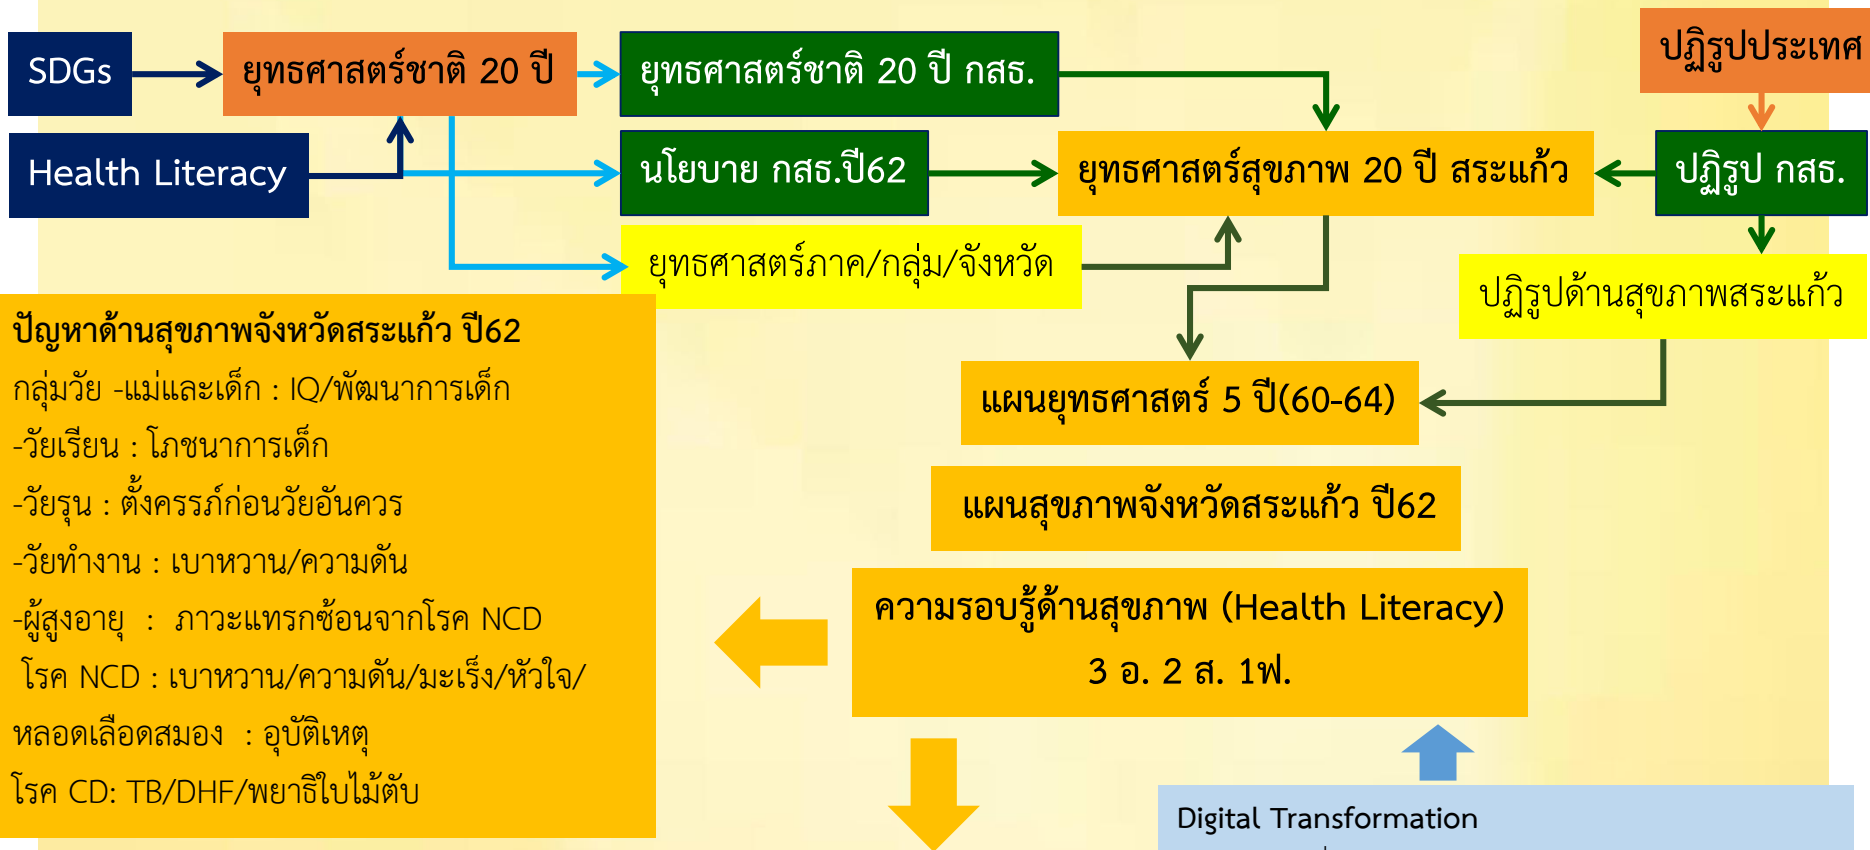 SDGs
ยุทธศาสตร์ชาติ 20 ปี
ยุทธศาสตร์ชาติ 20 ปี กสธ.
ปฏิรูปประเทศ
Health Literacy
นโยบาย กสธ.ปี62
ยุทธศาสตร์สุขภาพ 20 ปี สระแก้ว
ปฏิรูป กสธ.
ยุทธศาสตร์ภาค/กลุ่ม/จังหวัด
ปฏิรูปด้านสุขภาพสระแก้ว
แผนยุทธศาสตร์ 5 ปี(60-64)
แผนสุขภาพจังหวัดสระแก้ว ปี62
ความรอบรู้ด้านสุขภาพ (Health Literacy)
3 อ. 2 ส. 1ฟ.
ปัญหาด้านสุขภาพจังหวัดสระแก้ว ปี62
กลุ่มวัย -แม่และเด็ก : IQ/พัฒนาการเด็ก
-วัยเรียน : โภชนาการเด็ก
-วัยรุน : ตั้งครรภ์ก่อนวัยอันควร
-วัยทำงาน : เบาหวาน/ความดัน
-ผู้สูงอายุ : ภาวะแทรกซ้อนจากโรค NCD
โรค NCD : เบาหวาน/ความดัน/มะเร็ง/หัวใจ/
หลอดเลือดสมอง : อุบัติเหตุ
โรค CD: TB/DHF/พยาธิใบไม้ตับ
Digital Transformation